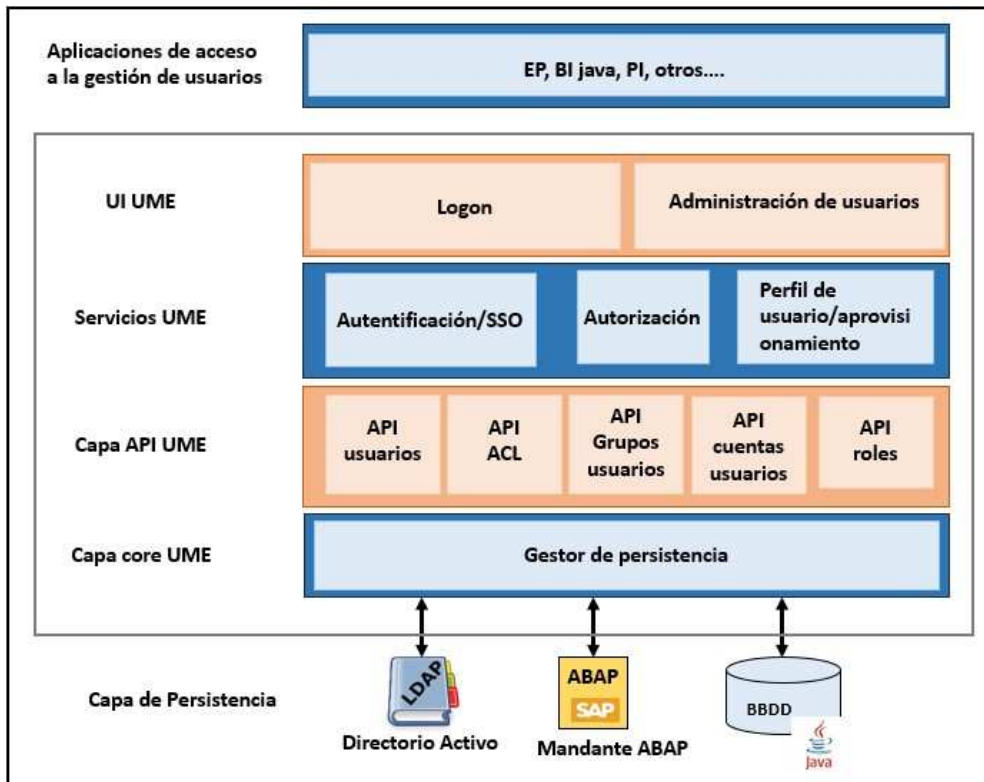 Aplicaciones de acceso
a la gestión de usuarios
EP, BI java, PI, otros....
UI UME
Logon
Administración de usuarios
Servicios UME
Autentificación/SSO
Autorización
Perfil de
usuario/aprovisi
onamiento
Capa API UME
API
usuarios
API
ACL
API
Grupos
usuarios
API
cuentas
usuarios
API
roles
Capa core UME
Gestor de persistencia
Capa de Persistencia
LDAP
Directorio Activo
ABAP
SAP
Mandante ABAP
BBDD
Java